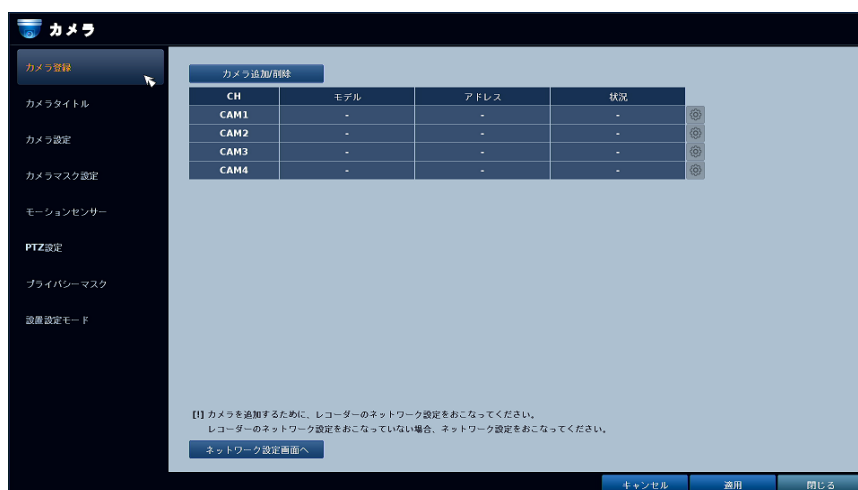 カメラ
カメラ登録
カメラタイトル
カメラ設定
カメラマスク設定
モーションセンサー
PTZ設定
プライバシーマスク
設置設定モード
カメラ追加/削除
CH モデル アドレス 状況
CAM1 - - -
CAM2 - - -
CAM3 - - -
CAM4 - - -
[!] カメラを追加するために、レコーダーのネットワーク設定をおこなってください。
レコーダーのネットワーク設定をおこなっていない場合、ネットワーク設定をおこなってください。
ネットワーク設定画面へ
キャンセル 適用 閉じる